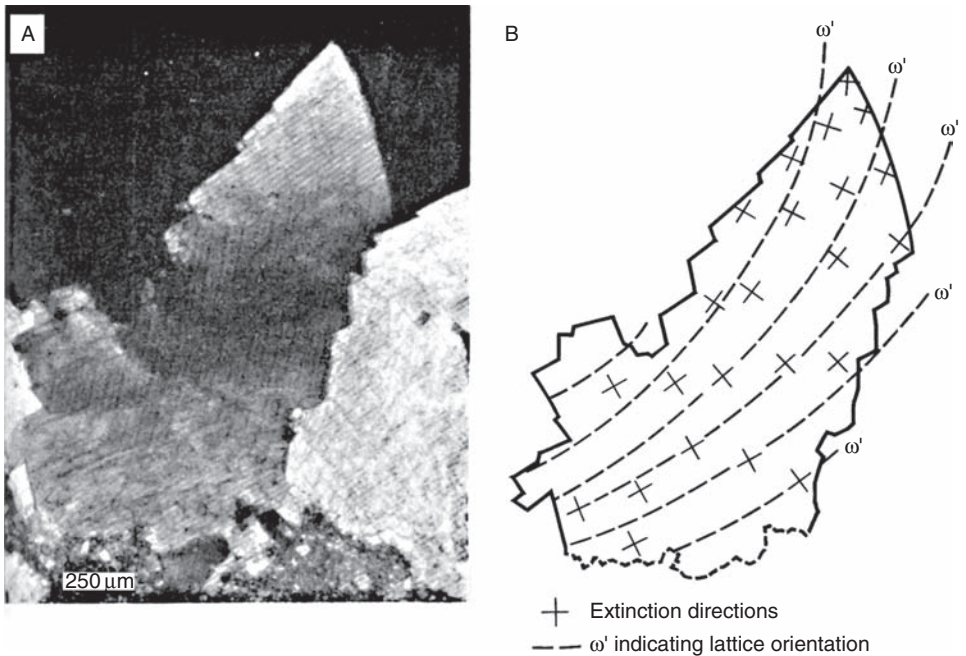 A
B
ω'
ω'
ω'
ω'
ω'
250 μm
Extinction directions
ω' indicating lattice orientation